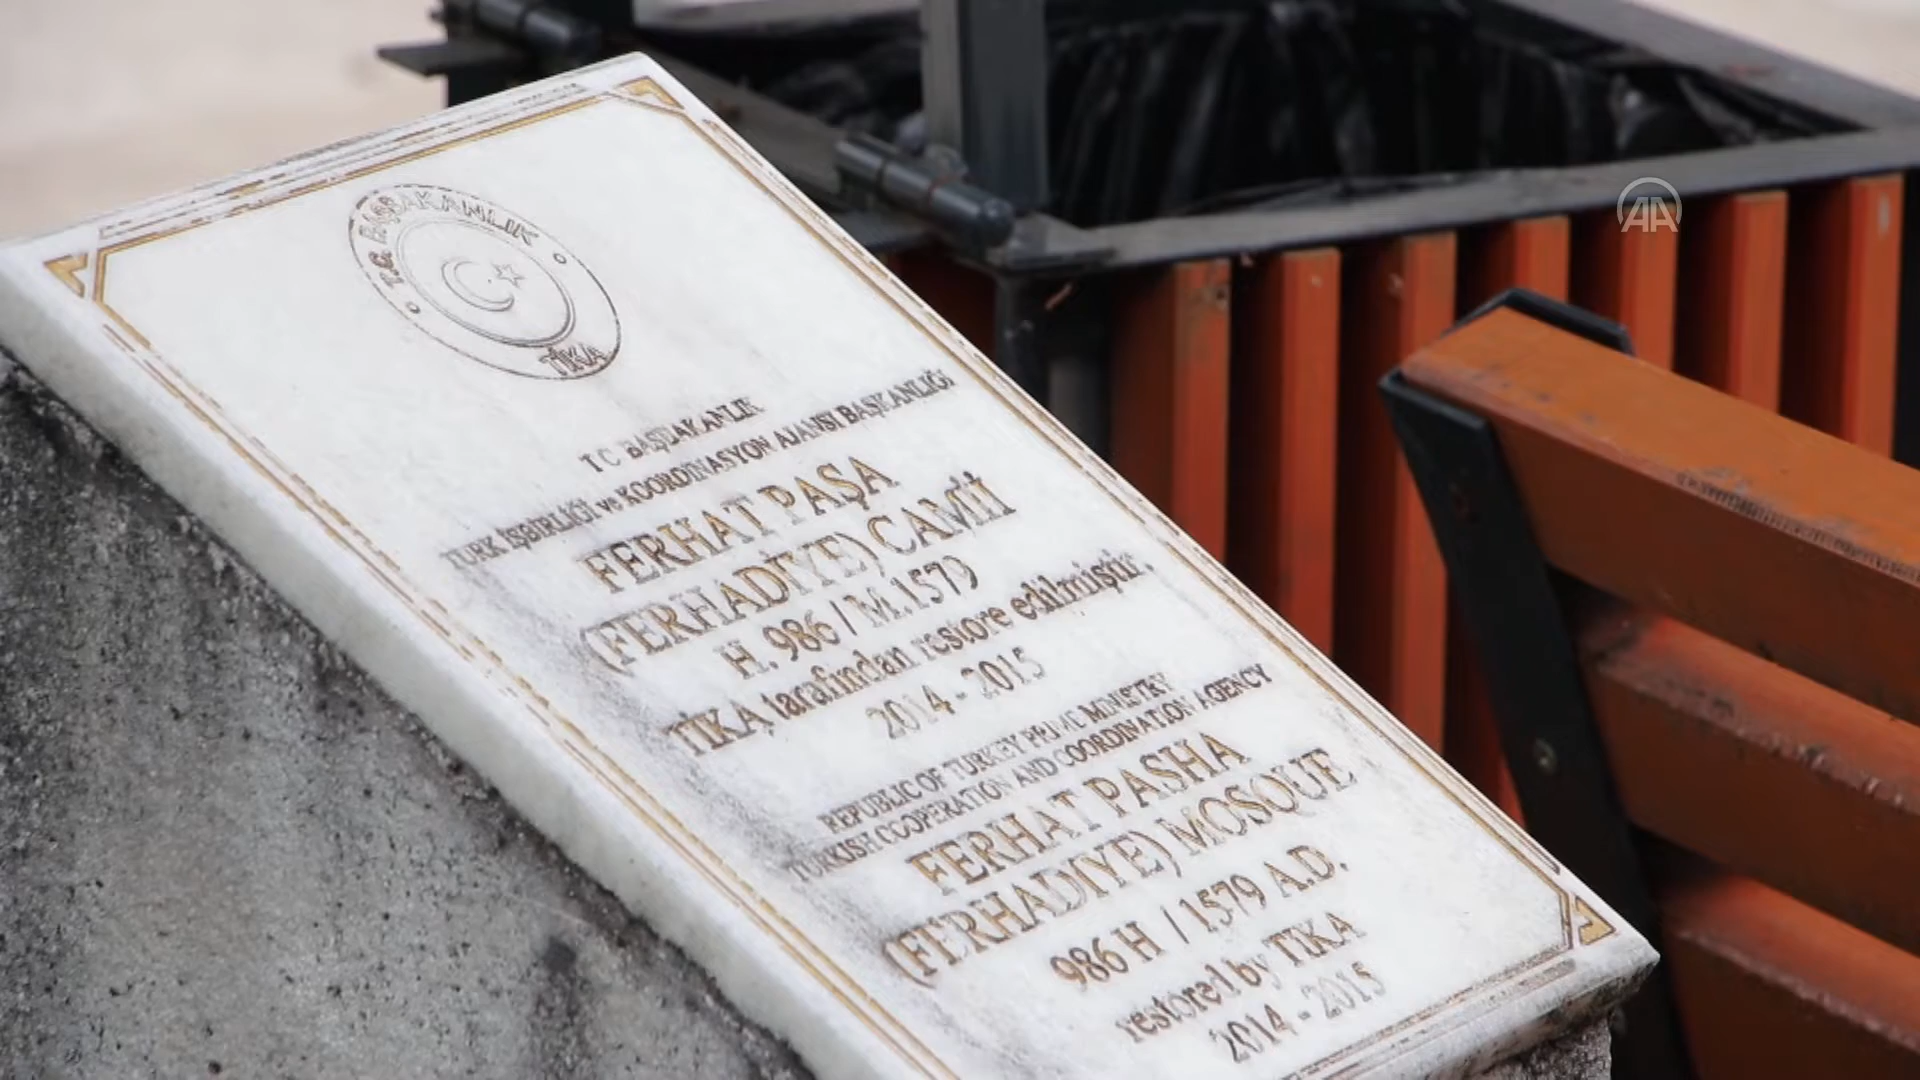 T.C. BAŞBAKANLIK
TİKA
T C BAŞBAKANLIK
TÜRK İŞBİRLİĞİ ve KOORDİNASYON AJANSI BAŞKANLIĞI
FERHAT PAŞA
(FERHADİYE) CAMİİ
H. 986 / M.1579
TİKA tarafından restore edilmiştir.
2014 - 2015
REPUBLIC OF TURKEY PRIME MINISTRY
TURKISH COOPERATION AND COORDINATION AGENCY
FERHAT PASHA
(FERHADIYE) MOSQUE
986 H / 1579 A.D.
restored by TIKA
2014 - 2015
AA